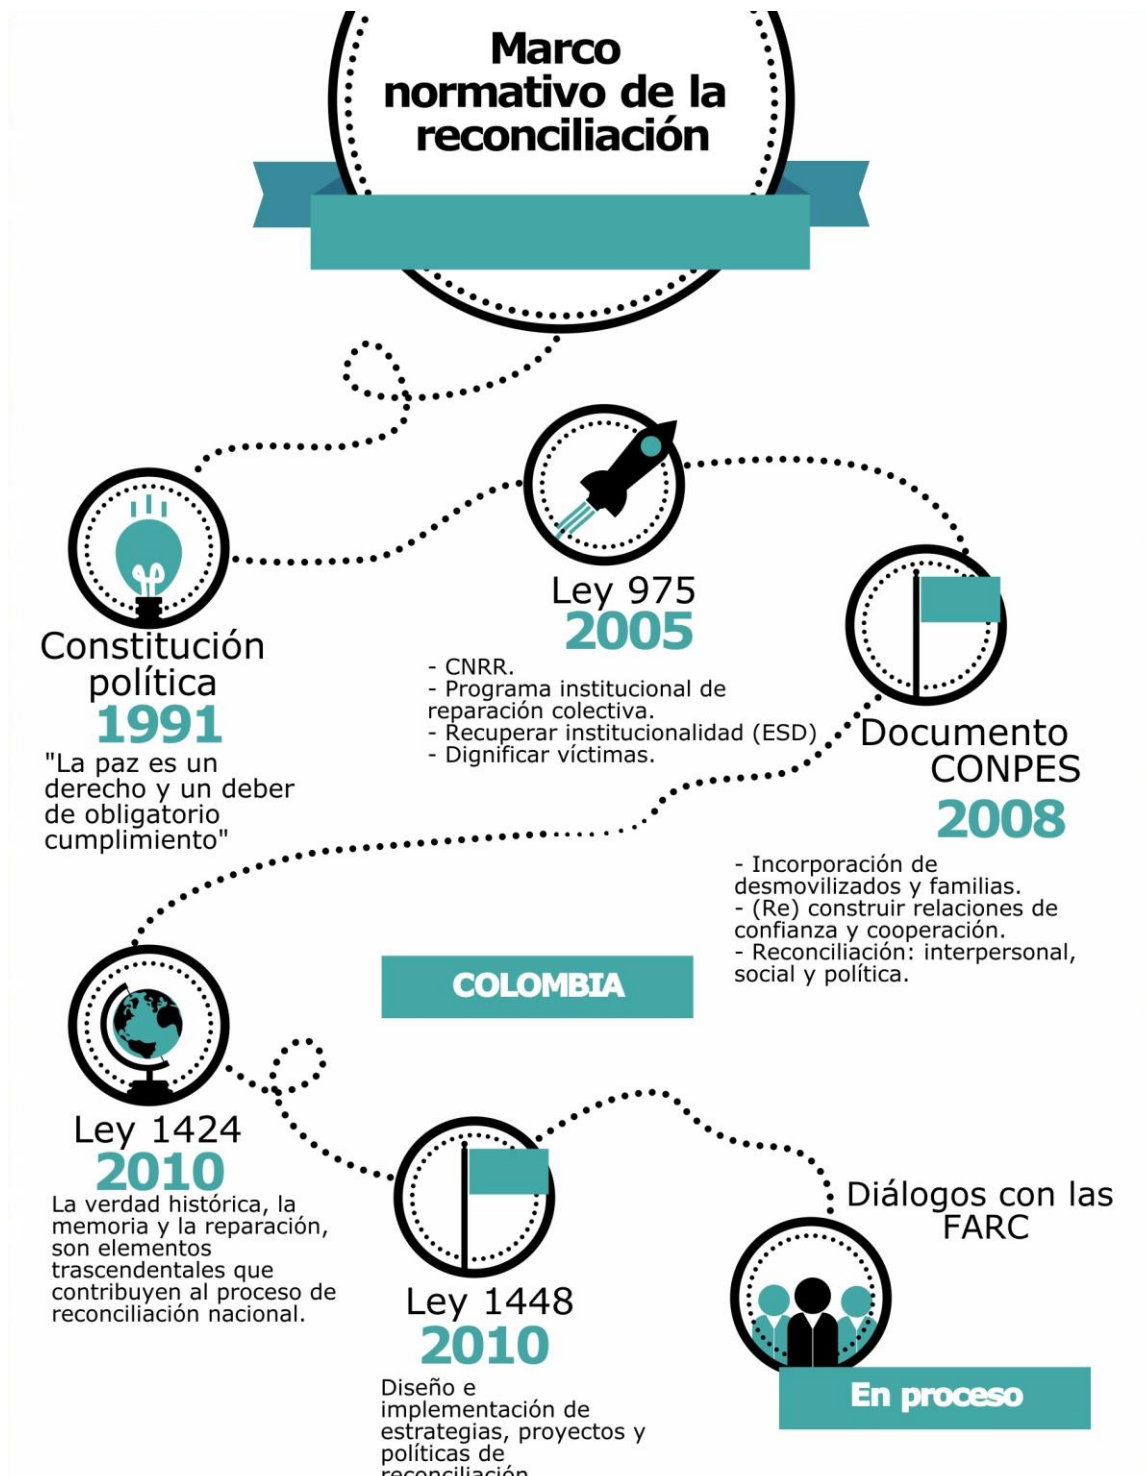 Marco
normativo de la
reconciliación
Constitución
política
1991
"La paz es un
derecho y un deber
de obligatorio
cumplimiento"
Ley 975
2005
- CNRR.
- Programa institucional de
reparación colectiva.
- Recuperar institucionalidad (ESD)
- Dignificar víctimas.
Documento
CONPES
2008
- Incorporación de
desmovilizados y familias.
- (Re) construir relaciones de
confianza y cooperación.
- Reconciliación: interpersonal,
social y política.
COLOMBIA
Ley 1424
2010
La verdad histórica, la
memoria y la reparación,
son elementos
trascendentales que
contribuyen al proceso de
reconciliación nacional.
Ley 1448
2010
Diseño e
implementación de
estrategias, proyectos y
políticas de
reconciliación
Diálogos con las
FARC
En proceso